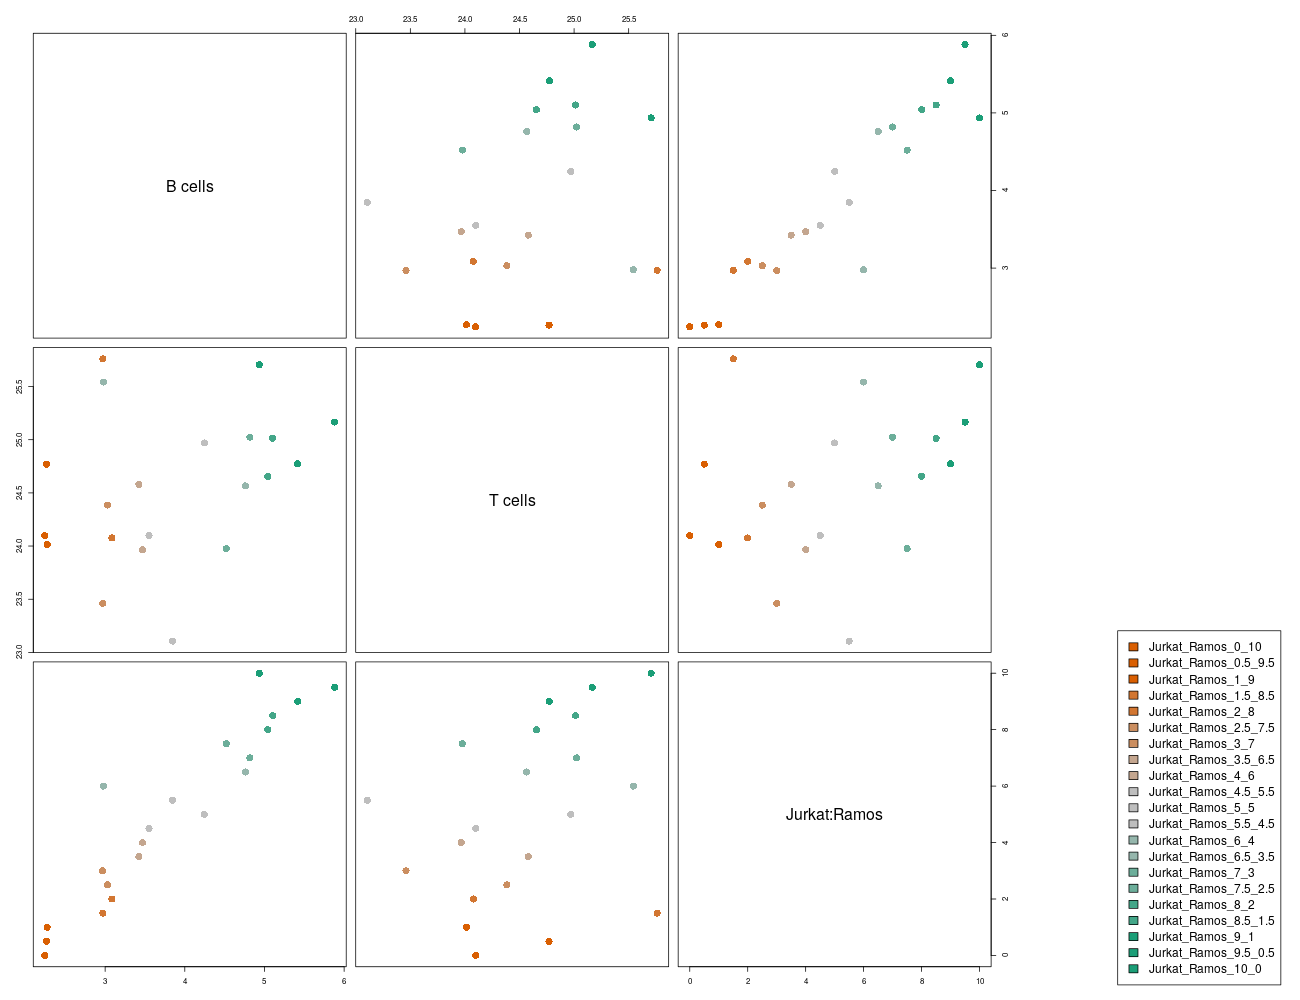 23.0 23.5 24.0 24.5 25.0 25.5
B cells
3 4 5 6
T cells
23.0 23.5 24.0 24.5 25.0 25.5
Jurkat:Ramos
0 2 4 6 8 10
3 4 5 6
0 2 4 6 8 10
Jurkat_Ramos_0_10
Jurkat_Ramos_0.5_9.5
Jurkat_Ramos_1_9
Jurkat_Ramos_1.5_8.5
Jurkat_Ramos_2_8
Jurkat_Ramos_2.5_7.5
Jurkat_Ramos_3_7
Jurkat_Ramos_3.5_6.5
Jurkat_Ramos_4_6
Jurkat_Ramos_4.5_5.5
Jurkat_Ramos_5_5
Jurkat_Ramos_5.5_4.5
Jurkat_Ramos_6_4
Jurkat_Ramos_6.5_3.5
Jurkat_Ramos_7_3
Jurkat_Ramos_7.5_2.5
Jurkat_Ramos_8_2
Jurkat_Ramos_8.5_1.5
Jurkat_Ramos_9_1
Jurkat_Ramos_9.5_0.5
Jurkat_Ramos_10_0